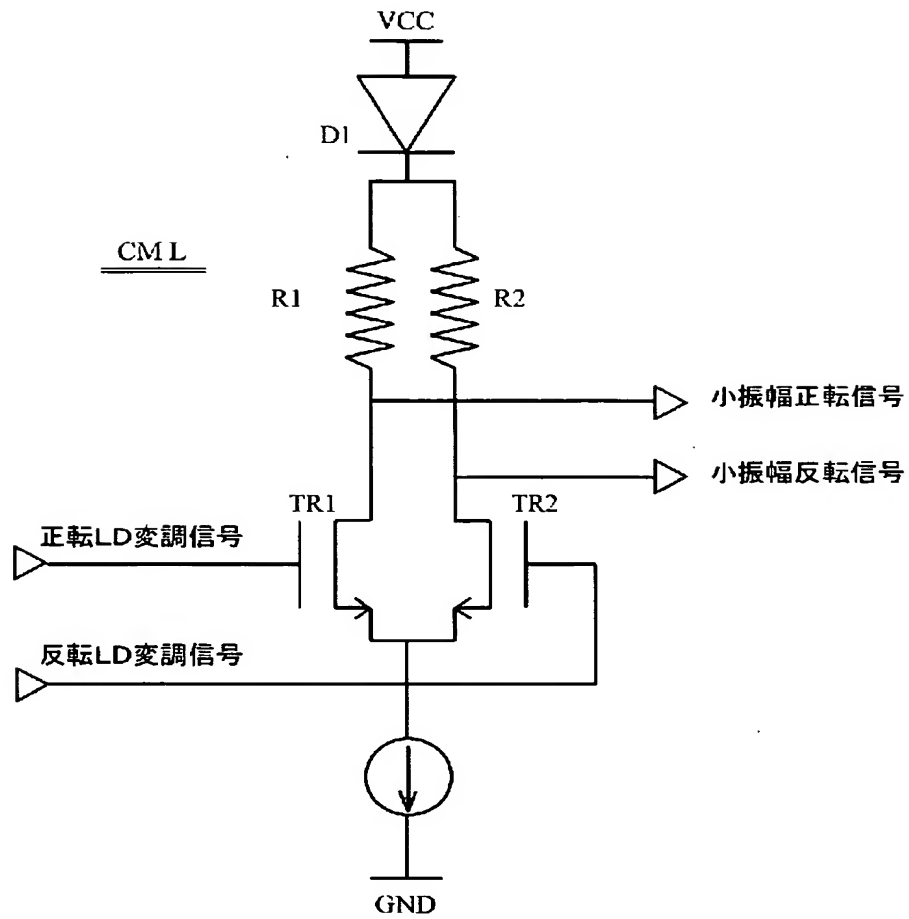 VCC
D1
CML
R1
R2
小振幅正転信号
小振幅反転信号
TR1
TR2
正転LD変調信号
反転LD変調信号
GND